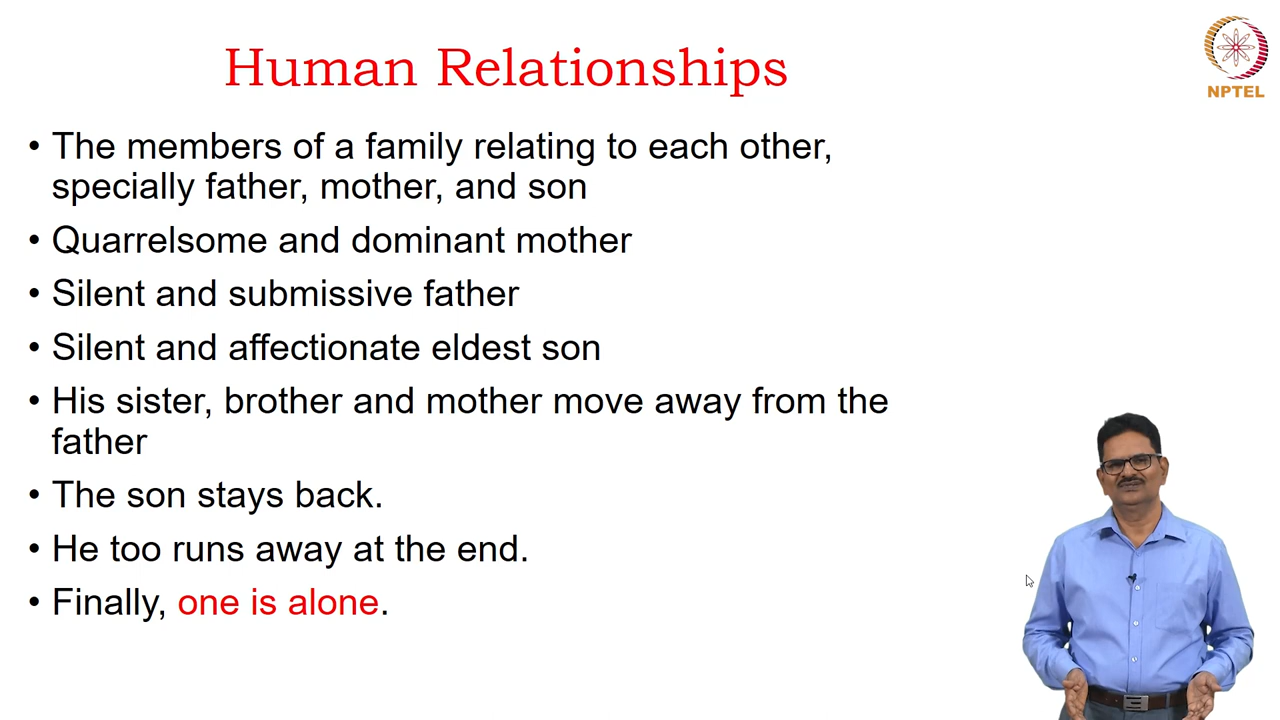 Human Relationships
NPTEL
• The members of a family relating to each other,
specially father, mother, and son
• Quarrelsome and dominant mother
• Silent and submissive father
• Silent and affectionate eldest son
• His sister, brother and mother move away from the
father
• The son stays back.
• He too runs away at the end.
• Finally, one is alone.